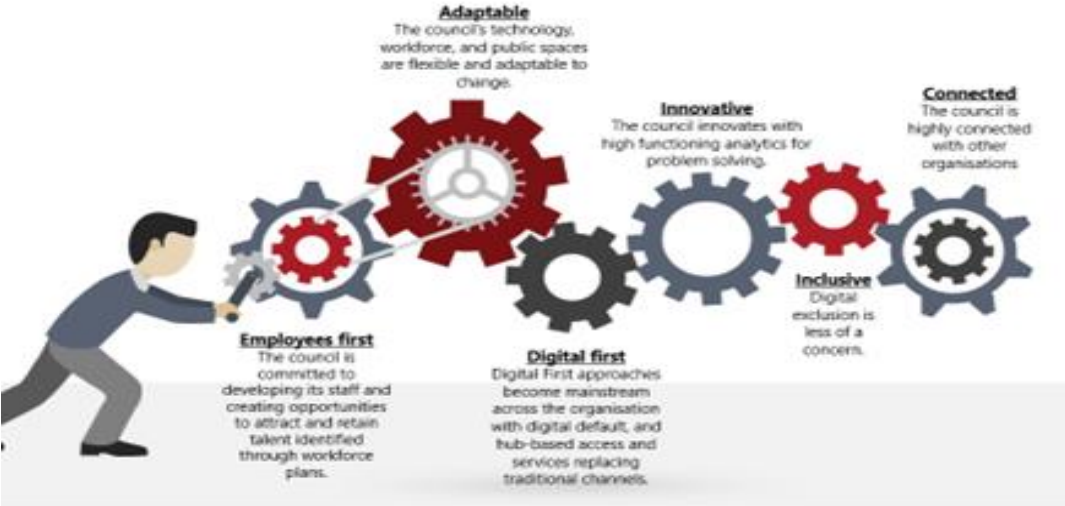 Adaptable
The council's technology,
workforce, and public spaces
are flexible and adaptable to
change.
Innovative
The council innovates with
high functioning analytics for
problem solving.
Connected
The council is
highly connected
with other
organisations
Employees first
The council is
committed to
developing its staff and
creating opportunities
to attract and retain
talent identified
through workforce
plans.
Digital first
Digital First approaches
become mainstream
across the organisation
with digital default, and
hub-based access and
services replacing
traditional channels.
Inclusive
Digital
exclusion is
less of a
concern.